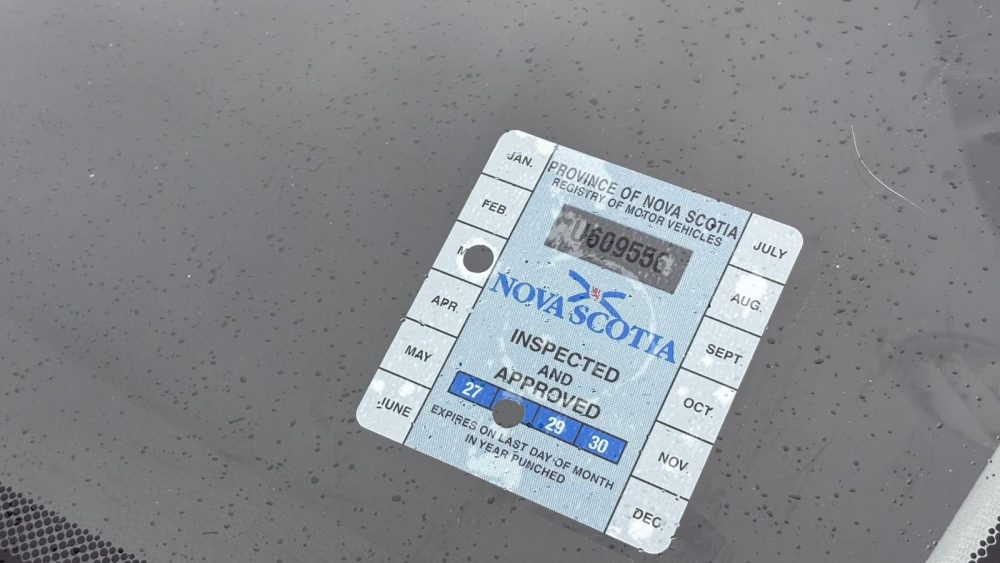 JAN.
FEB.
APR.
MAY
JUNE
PROVINCE OF NOVA SCOTIA
REGISTRY OF MOTOR VEHICLES
U609556
NOVA SCOTIA
INSPECTED
AND
APPROVED
27 29 30
EXPIRES ON LAST DAY OF MONTH
IN YEAR PUNCHED
JULY
AUG.
SEPT.
OCT.
NOV.
DEC.